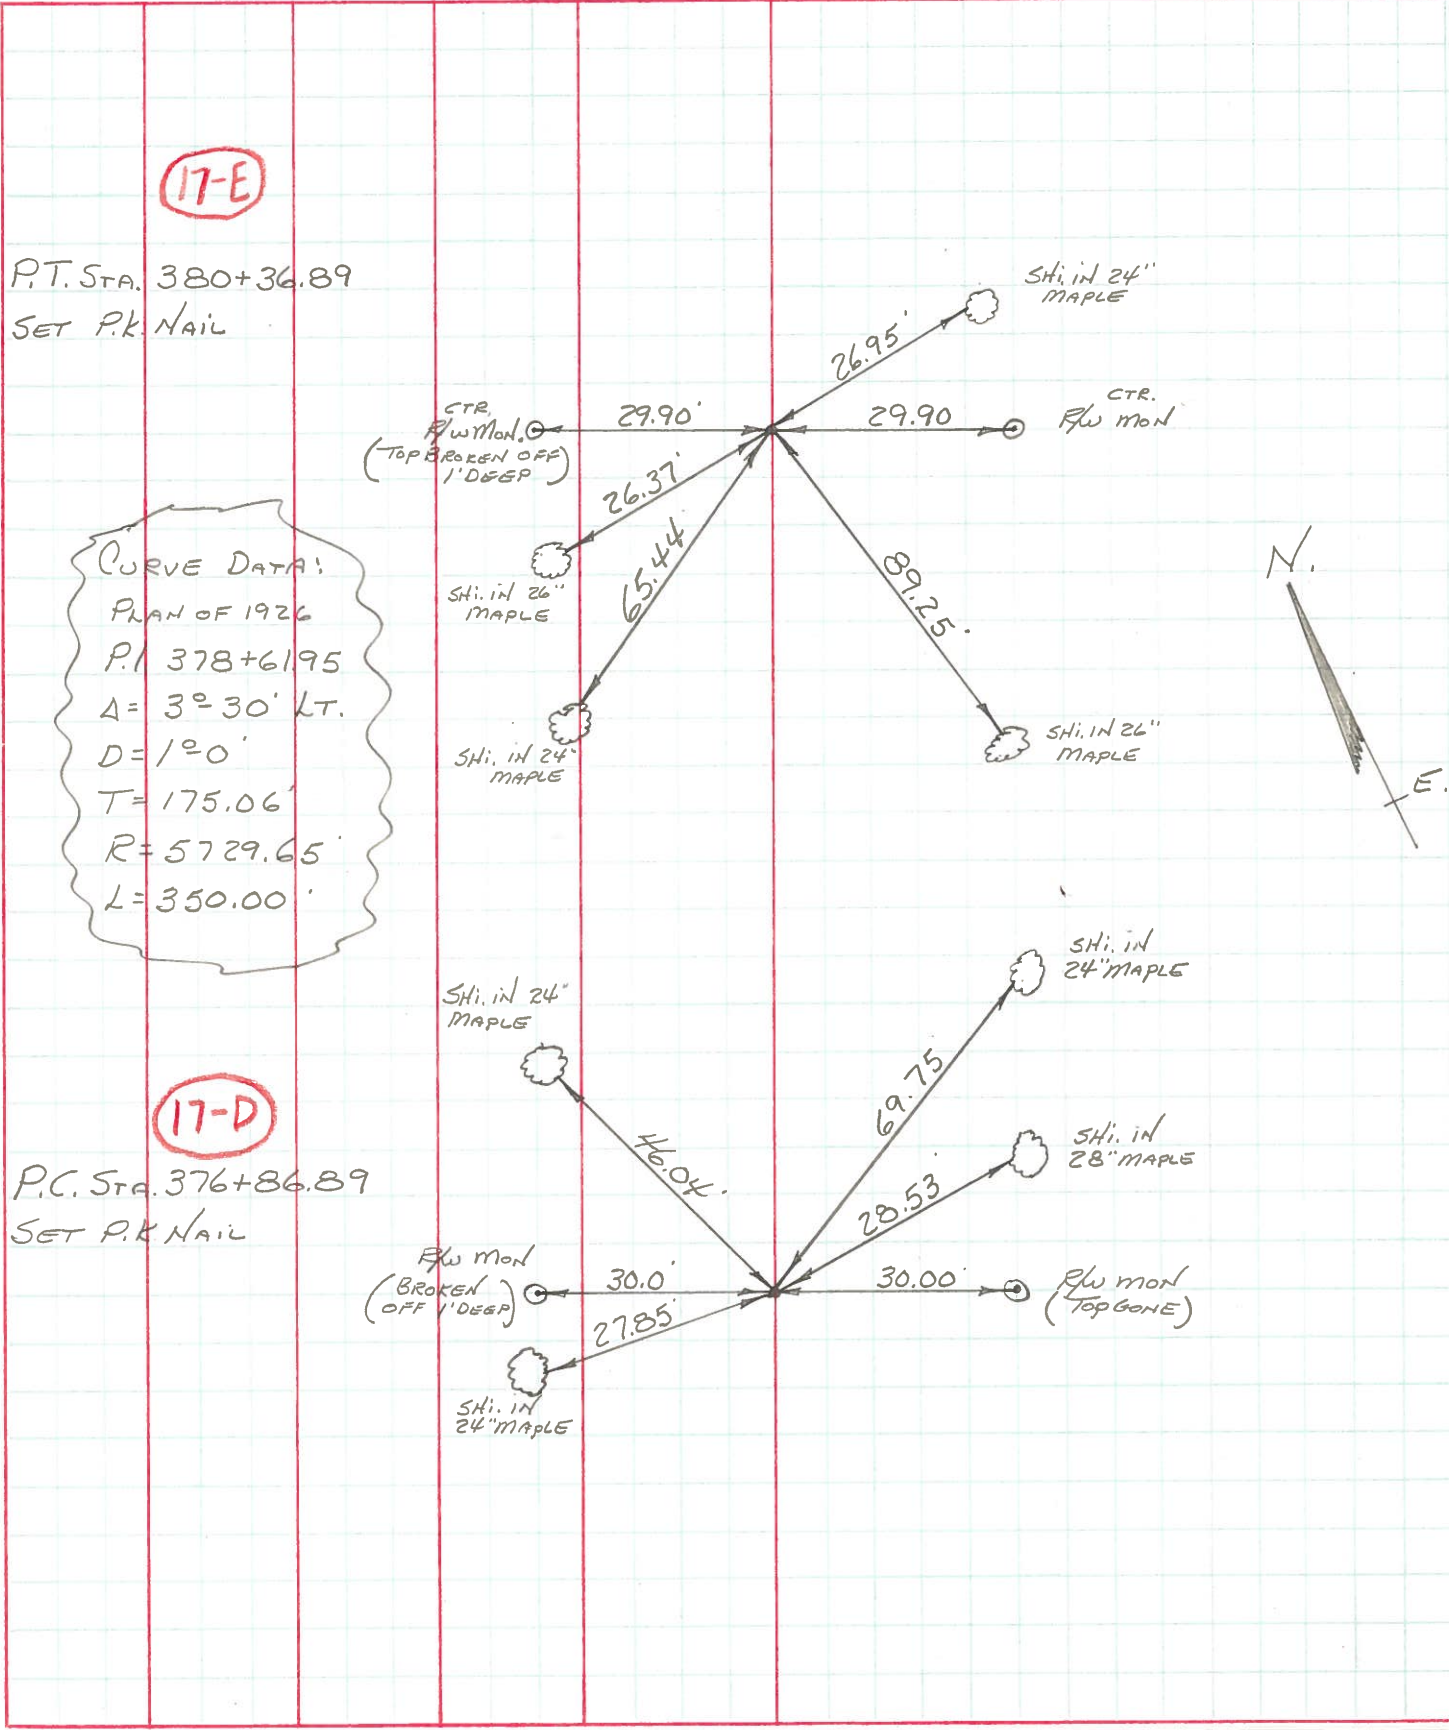 17-E
P.T. STA. 380+36.89
SET P.K. NAIL
SHi. iN 24"
MAPLE
26.95'
CTR.
R/W MON.
(TOP BROKEN OFF)
1' DEEP
29.90'
29.90
CTR.
R/W MON
26.37'
SHi. iN 26"
MAPLE
65.44
89.25'
SHi. iN 24"
MAPLE
SHi. IN 26"
MAPLE
N.
E.
CURVE DATA:
PLAN OF 1926
P.I 378+61.95
Δ = 3º 30' LT.
D = 1º 0'
T = 175.06'
R = 5729.65'
L = 350.00'
SHi. iN
24" MAPLE
SHi. iN 24"
MAPLE
69.75
17-D
46.04'
SHi. iN
28" MAPLE
P.C. STA. 376+86.89
SET P.K NAIL
28.53'
R/W MON
(BROKEN
OFF 1' DEEP)
30.0'
30.00'
R/W MON
(TOP GONE)
27.85'
SHi. IN
24" MAPLE